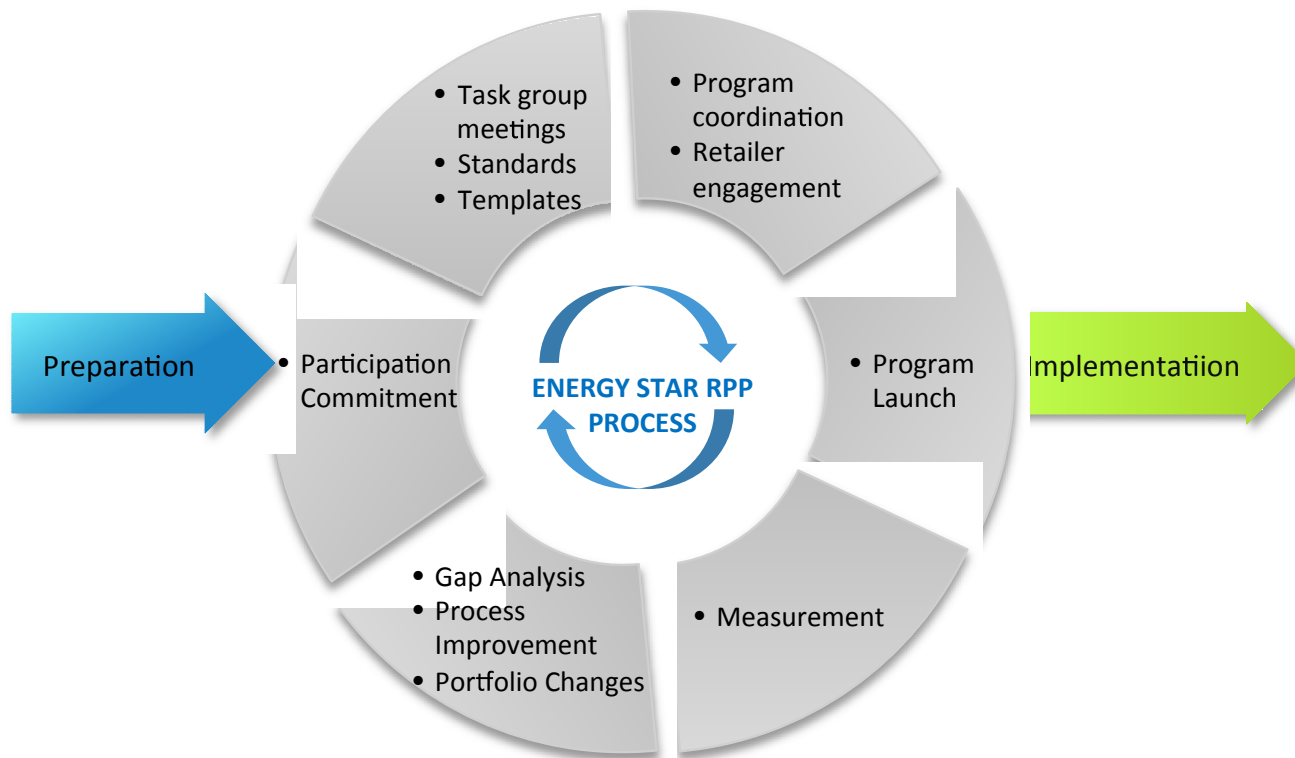 • Task group
meetings
• Standards
• Templates
• Program
coordination
• Retailer
engagement
Preparation
• Participation
Commitment
ENERGY STAR RPP
PROCESS
• Program
Launch
Implementatiion
• Gap Analysis
• Process
Improvement
• Portfolio Changes
• Measurement